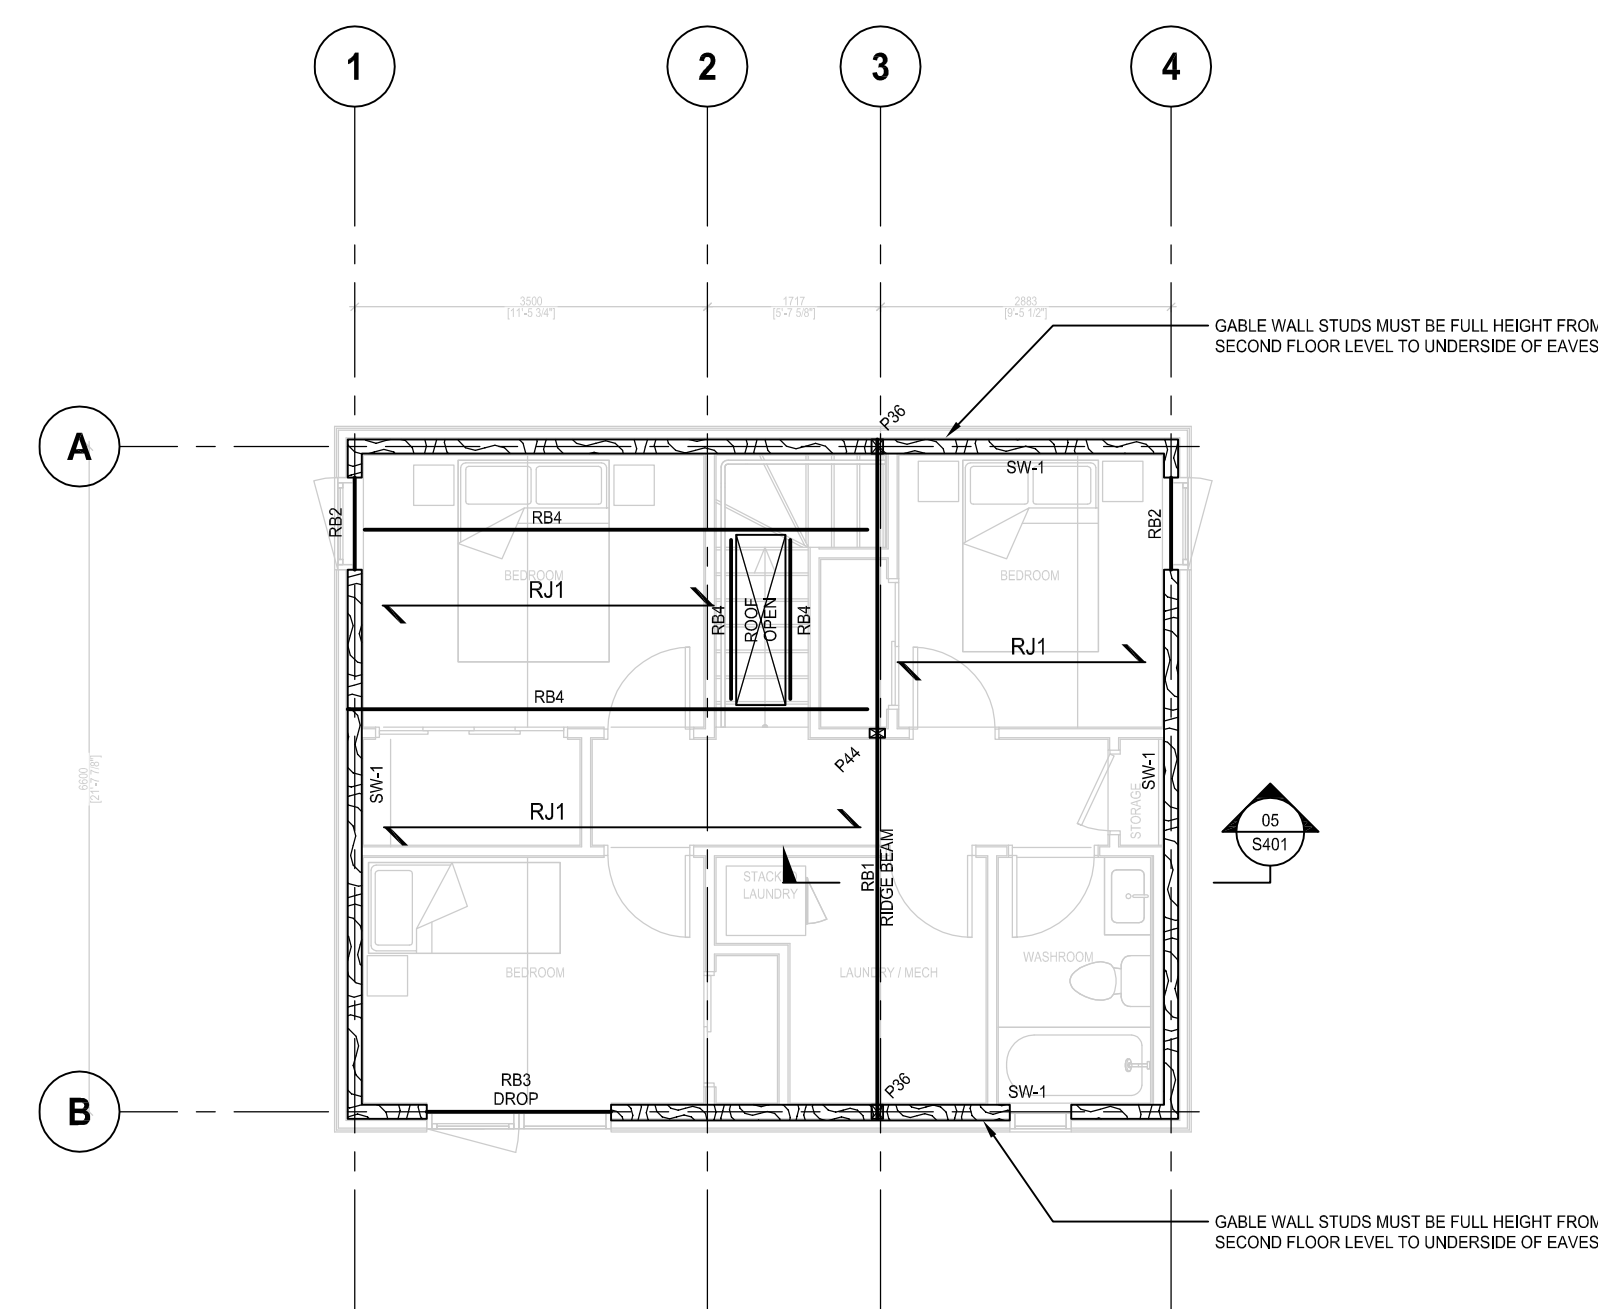 1
2
3
4
3500
[11'-5 3/4"]
1717
[5'-7 5/8"]
2883
[9'-5 1/2"]
GABLE WALL STUDS MUST BE FULL HEIGHT FROM
SECOND FLOOR LEVEL TO UNDERSIDE OF EAVES
A
P36
SW-1
RB2
RB4
RB2
BEDROOM
RJ1
RB4
ROOF
OPEN
RB4
BEDROOM
RJ1
RB4
6600
[21'-7 7/8"]
SW-1
P44
SW-1
STORAGE
RJ1
05
S401
RB1
RIDGE BEAM
LAUNDRY
WASHROOM
BEDROOM
LAUNDRY / MECH
RB3
DROP
P36
SW-1
B
GABLE WALL STUDS MUST BE FULL HEIGHT FROM
SECOND FLOOR LEVEL TO UNDERSIDE OF EAVES